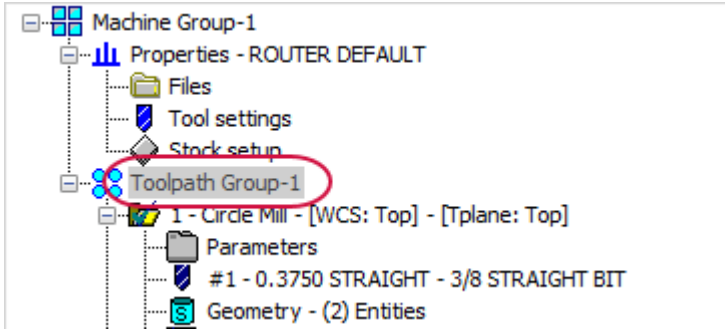 Machine Group-1
Properties - ROUTER DEFAULT
Files
Tool settings
Stock setup
Toolpath Group-1
1 - Circle Mill - [WCS: Top] - [Tplane: Top]
Parameters
#1 - 0.3750 STRAIGHT - 3/8 STRAIGHT BIT
Geometry - (2) Entities